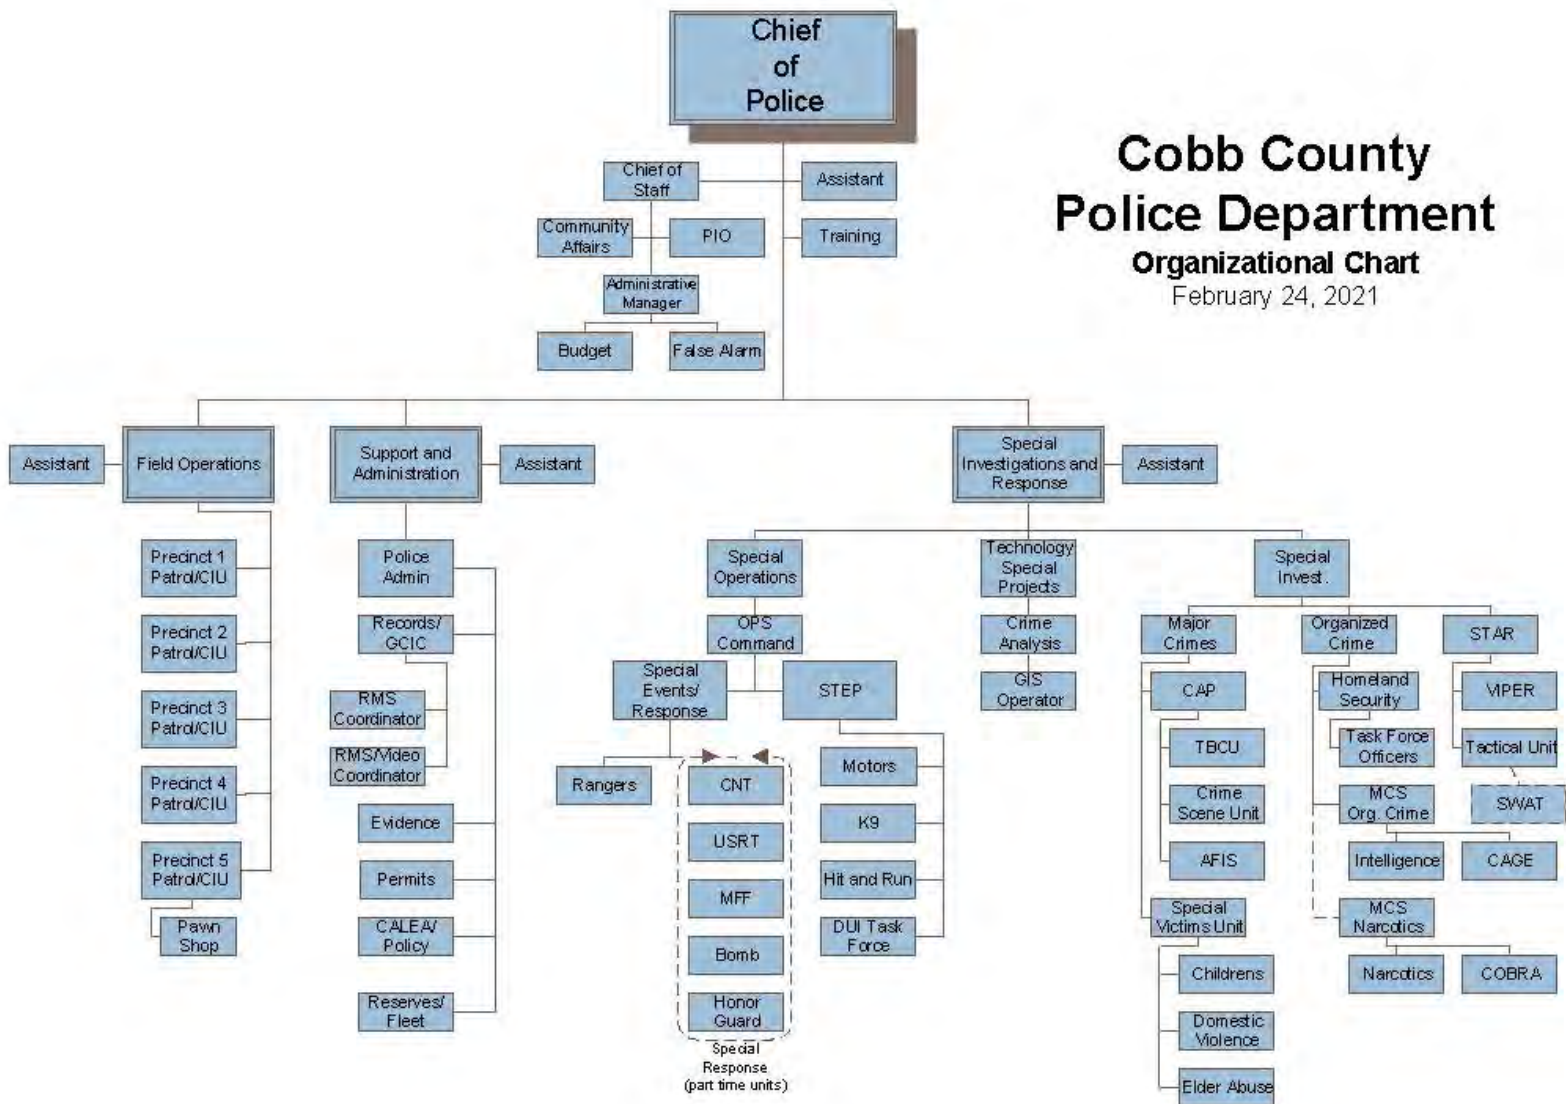 Chief
of
Police
Cobb County
Police Department
Organizational Chart
February 24, 2021
Chief of
Staff
Assistant
Community
Affairs
PIO
Training
Administrative
Manager
Budget
False Alarm
Assistant
Field Operations
Support and
Administration
Assistant
Special
Investigations and
Response
Assistant
Precinct 1
Patrol/CIU
Precinct 2
Patrol/CIU
Precinct 3
Patrol/CIU
Precinct 4
Patrol/CIU
Precinct 5
Patrol/CIU
Pawn
Shop
Police
Admin
Records/
GCIC
RMS
Coordinator
RMS/Video
Coordinator
Evidence
Permits
CALEA/
Policy
Reserves/
Fleet
Special
Operations
OPS
Command
Special
Events/
Response
STEP
Rangers
CNT
USRT
MFF
Bomb
Honor
Guard
Special
Response
(part time units)
Motors
K9
Hit and Run
DUI Task
Force
Technology
Special
Projects
Crime
Analysis
GIS
Operator
Special
Invest.
Major
Crimes
CAP
TBCU
Crime
Scene Unit
AFIS
Special
Victims Unit
Childrens
Domestic
Violence
Elder Abuse
Organized
Crime
Homeland
Security
Task Force
Officers
MCS
Org. Crime
Intelligence
CAGE
MCS
Narcotics
Narcotics
COBRA
STAR
VIPER
Tactical Unit
SWAT